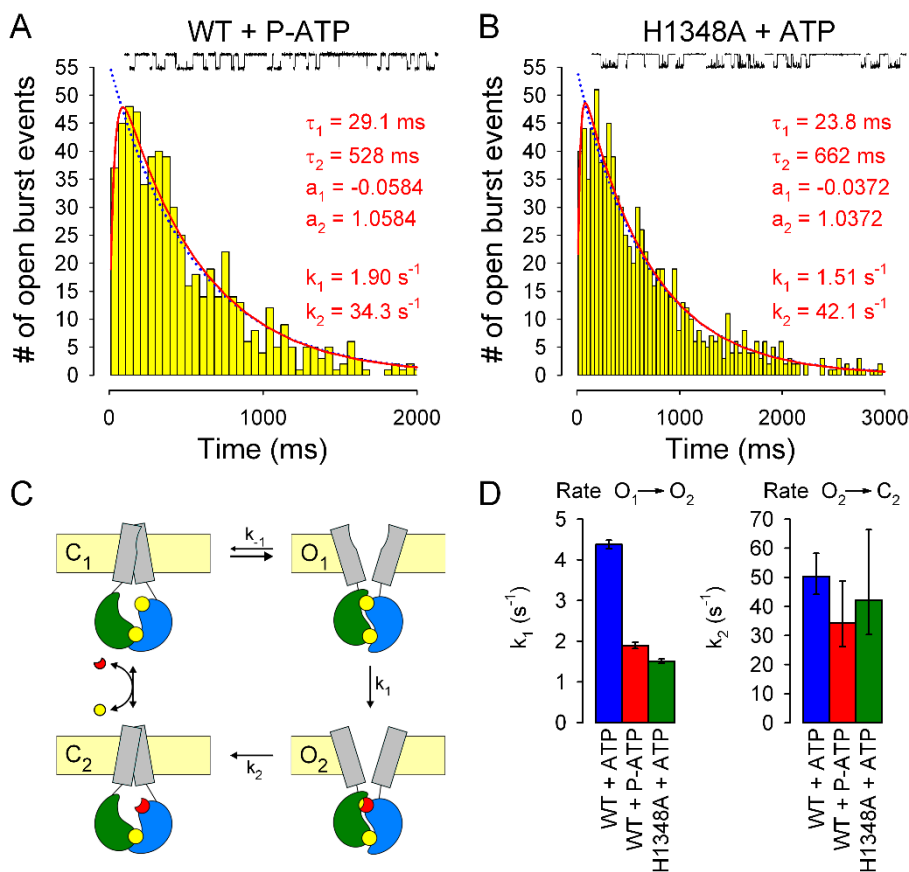 A
WT + P-ATP
55
50
45
40
35
30
25
20
15
10
5
0
# of open burst events
τ1 = 29.1 ms
τ2 = 528 ms
a1 = -0.0584
a2 = 1.0584
k1 = 1.90 s-1
k2 = 34.3 s-1
0 1000 2000
Time (ms)
B
H1348A + ATP
55
50
45
40
35
30
25
20
15
10
5
0
# of open burst events
τ1 = 23.8 ms
τ2 = 662 ms
a1 = -0.0372
a2 = 1.0372
k1 = 1.51 s-1
k2 = 42.1 s-1
0 1000 2000 3000
Time (ms)
C
C1
k-1
O1
k1
C2
k2
O2
D
Rate O1 → O2
5
4
3
2
1
0
k1 (s-1)
WT + ATP
WT + P-ATP
H1348A + ATP
Rate O2 → C2
80
70
60
50
40
30
20
10
0
k2 (s-1)
WT + ATP
WT + P-ATP
H1348A + ATP